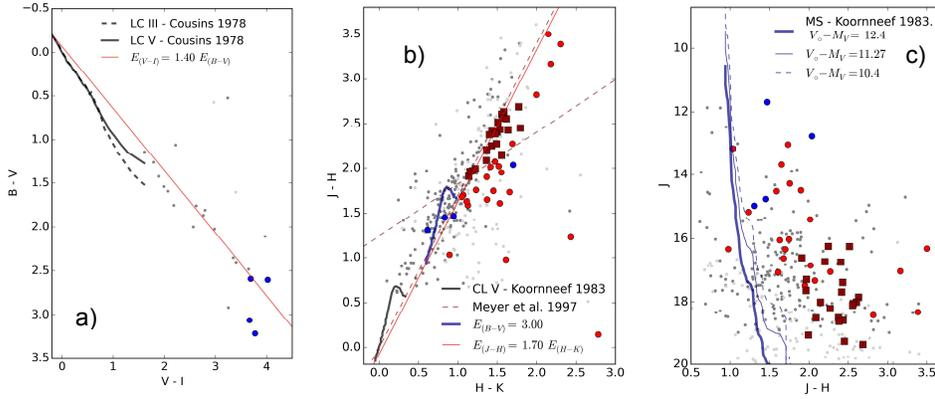 LC III - Cousins 1978
LC V - Cousins 1978
E(V−I) = 1.40 E(B−V)
a)
B - V
V - I
−0.5
0.0
0.5
1.0
1.5
2.0
2.5
3.0
3.5
0
1
2
3
4
b)
CL V - Koornneef 1983
Meyer et al. 1997
E(B−V) = 3.00
E(J−H) = 1.70 E(H−K)
J - H
H - K
3.5
3.0
2.5
2.0
1.5
1.0
0.5
0.0
0.0
0.5
1.0
1.5
2.0
2.5
3.0
MS - Koornneef 1983.
V◦−MV = 12.4
V◦−MV =11.27
V◦−MV =10.4
c)
J
J - H
10
12
14
16
18
20
0.5
1.0
1.5
2.0
2.5
3.0
3.5